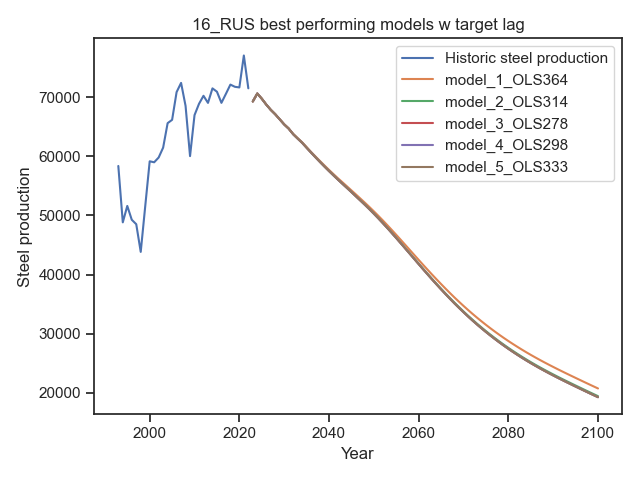 16_RUS best performing models w target lag
Steel production
70000
60000
50000
40000
30000
20000
Historic steel production
model_1_OLS364
model_2_OLS314
model_3_OLS278
model_4_OLS298
model_5_OLS333
2000
2020
2040
2060
2080
2100
Year